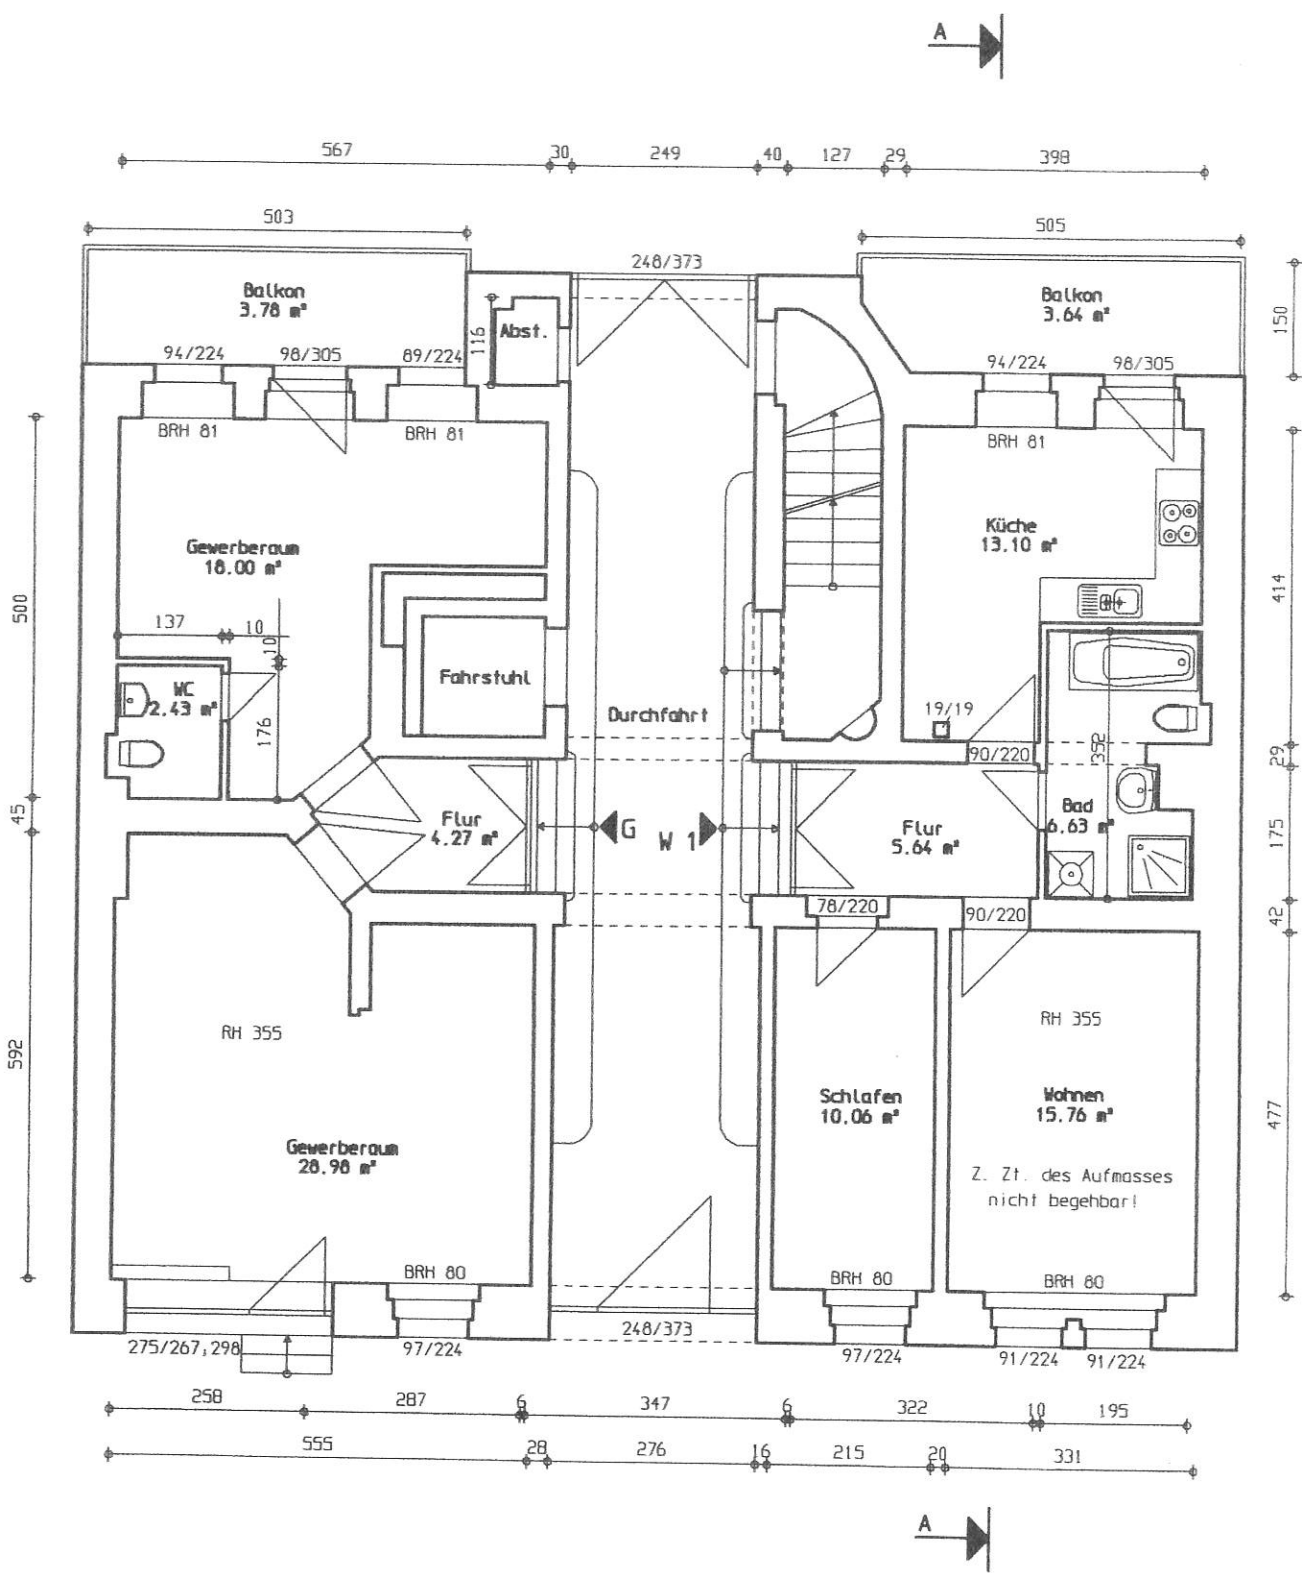 A
567
30
249
40
127
29
398
503
505
248/373
Balkon
3.78 m²
Abst.
116
Balkon
3.64 m²
150
94/224
98/305
89/224
94/224
98/305
BRH 81
BRH 81
BRH 81
Gewerberaum
18.00 m²
Küche
13.10 m²
500
414
137
10
10
WC
2.43 m²
176
Fahrstuhl
Durchfahrt
19/19
90/220
392
29
45
Flur
4.27 m²
G
W 1
Flur
5.64 m²
Bad
6.63 m²
175
78/220
90/220
42
RH 355
RH 355
592
Schlafen
10.06 m²
Wohnen
15.76 m²
477
Gewerberaum
28.98 m²
Z. Zt. des Aufmasses
nicht begehbar!
BRH 80
BRH 80
BRH 80
275/267,298
97/224
248/373
97/224
91/224
91/224
258
287
6
347
6
322
10
195
555
28
276
16
215
20
331
A